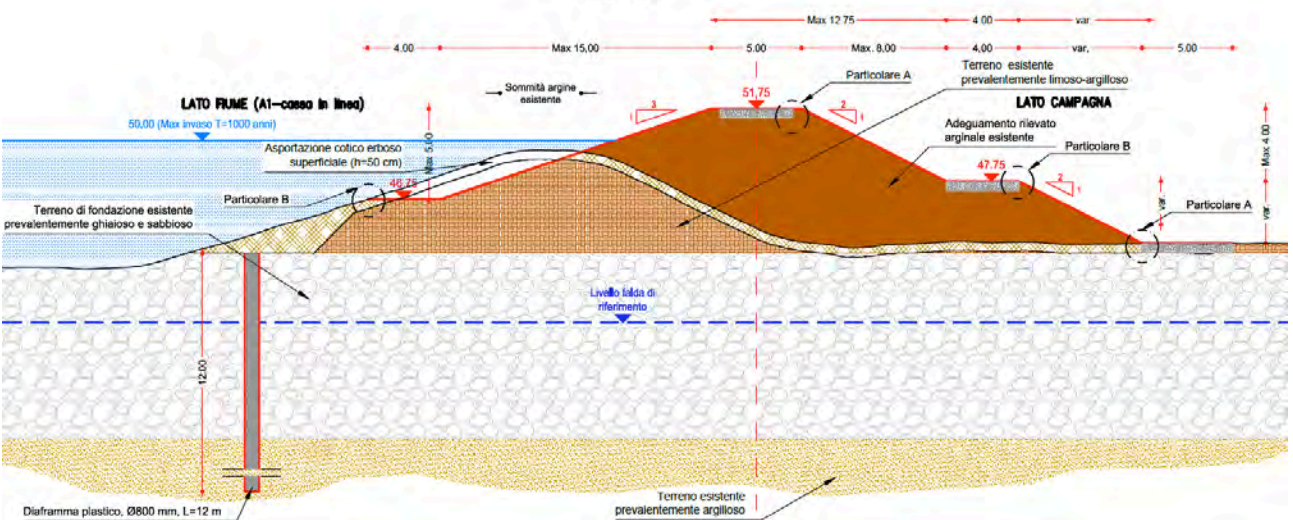 Max 12.75
4.00
var.
4.00
Max 15,00
5.00
Max. 8,00
4,00
var.
5.00
Terreno esistente
prevalentemente limoso-argilloso
Particolare A
Sommità argine
esistente
LATO FIUME (A1-cassa in linea)
51,75
LATO CAMPAGNA
3
1
2
1
50,00 (Max invaso T=1000 anni)
Adeguamento rilevato
arginale esistente
Asportazione cotico erboso
superficiale (h=50 cm)
Max 5,00
Max 4.00
Particolare B
47.75
46.75
2
1
Particolare B
var.
var.
Particolare A
Terreno di fondazione esistente
prevalentemente ghiaioso e sabbioso
Livello falda di
riferimento
12.00
Terreno esistente
prevalentemente argilloso
Diaframma plastico, Ø800 mm, L=12 m